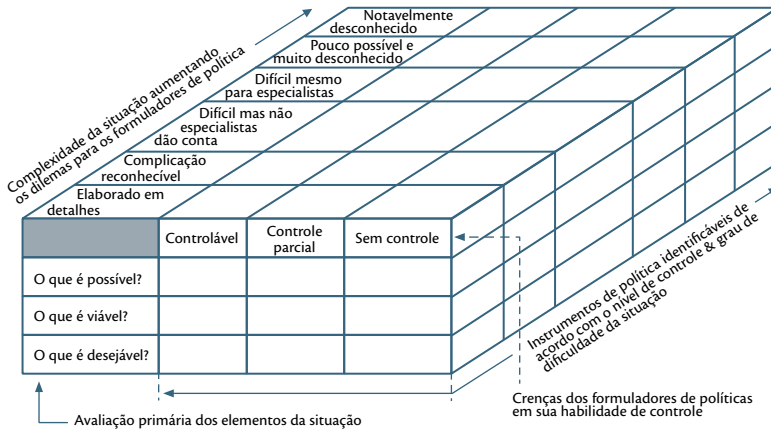 Complexidade da situação aumentando
os dilemas para os formuladores de política
Notavelmente
desconhecido
Pouco possível e
muito desconhecido
Difícil mesmo
para especialistas
Difícil mas não
especialistas
dão conta
Complicação
reconhecível
Elaborado em
detalhes
Controlável
Controle
parcial
Sem controle
O que é possível?
O que é viável?
O que é desejável?
Instrumentos de política identificáveis de
acordo com o nível de controle & grau de
dificuldade da situação
Crenças dos formuladores de políticas
em sua habilidade de controle
Avaliação primária dos elementos da situação